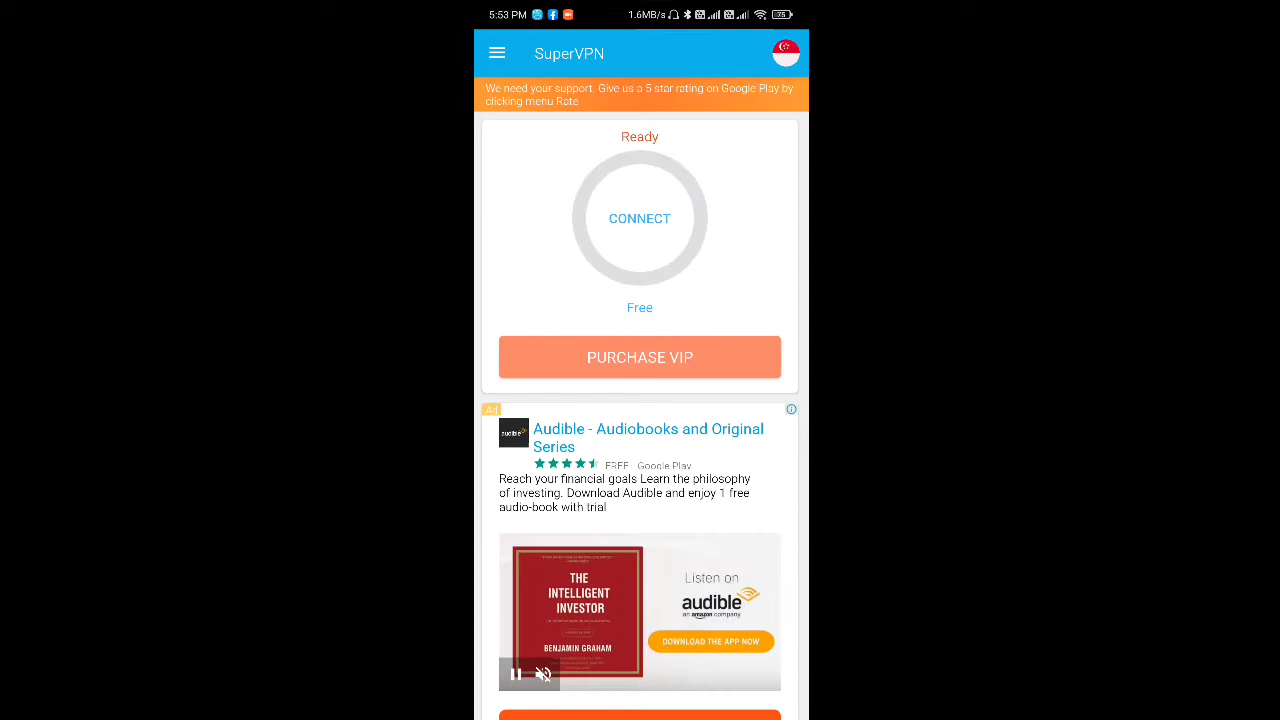 5:53 PM
1.6MB/s
SuperVPN
We need your support. Give us a 5 star rating on Google Play by
clicking menu Rate
Ready
CONNECT
Free
PURCHASE VIP
Ad
audible
Audible - Audiobooks and Original
Series
FREE Google Play
Reach your financial goals Learn the philosophy
of investing. Download Audible and enjoy 1 free
audio-book with trial
THE
INTELLIGENT
INVESTOR
BENJAMIN GRAHAM
Listen on
audible
an amazon company
DOWNLOAD THE APP NOW